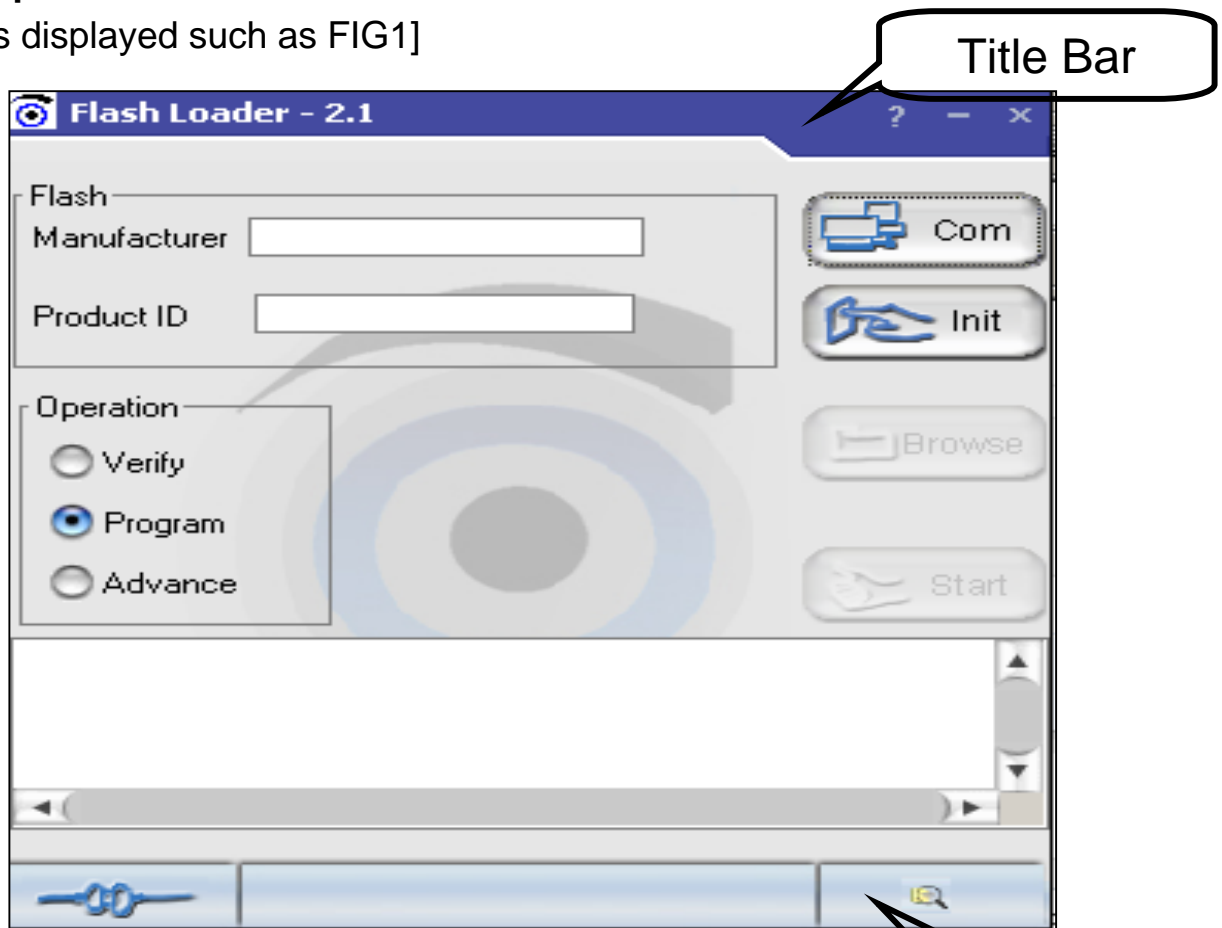 s displayed such as FIG1]
Title Bar
Flash Loader - 2.1
? – ×
Flash
Manufacturer
Com
Product ID
Init
Operation
Browse
Verify
Program
Start
Advance